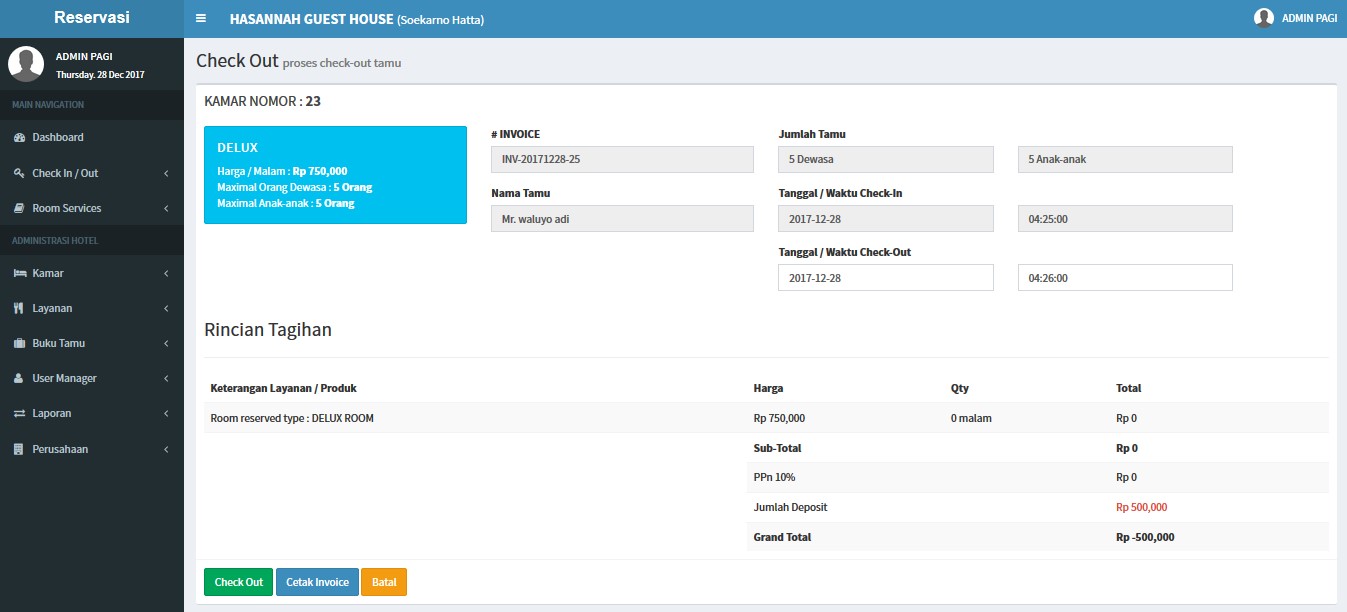 Reservasi
HASANNAH GUEST HOUSE (Soekarno Hatta)
ADMIN PAGI
ADMIN PAGI
Thursday. 28 Dec 2017
MAIN NAVIGATION
Dashboard
Check In / Out
Room Services
ADMINISTRASI HOTEL
Kamar
Layanan
Buku Tamu
User Manager
Laporan
Perusahaan
Check Out proses check-out tamu
KAMAR NOMOR : 23
DELUX
Harga / Malam : Rp 750,000
Maximal Orang Dewasa : 5 Orang
Maximal Anak-anak : 5 Orang
# INVOICE
INV-20171228-25
Nama Tamu
Mr. waluyo adi
Jumlah Tamu
5 Dewasa 5 Anak-anak
Tanggal / Waktu Check-In
2017-12-28 04:25:00
Tanggal / Waktu Check-Out
2017-12-28 04:26:00
Rincian Tagihan
Keterangan Layanan / Produk Harga Qty Total
Room reserved type : DELUX ROOM Rp 750,000 0 malam Rp 0
Sub-Total Rp 0
PPn 10% Rp 0
Jumlah Deposit Rp 500,000
Grand Total Rp -500,000
Check Out Cetak Invoice Batal